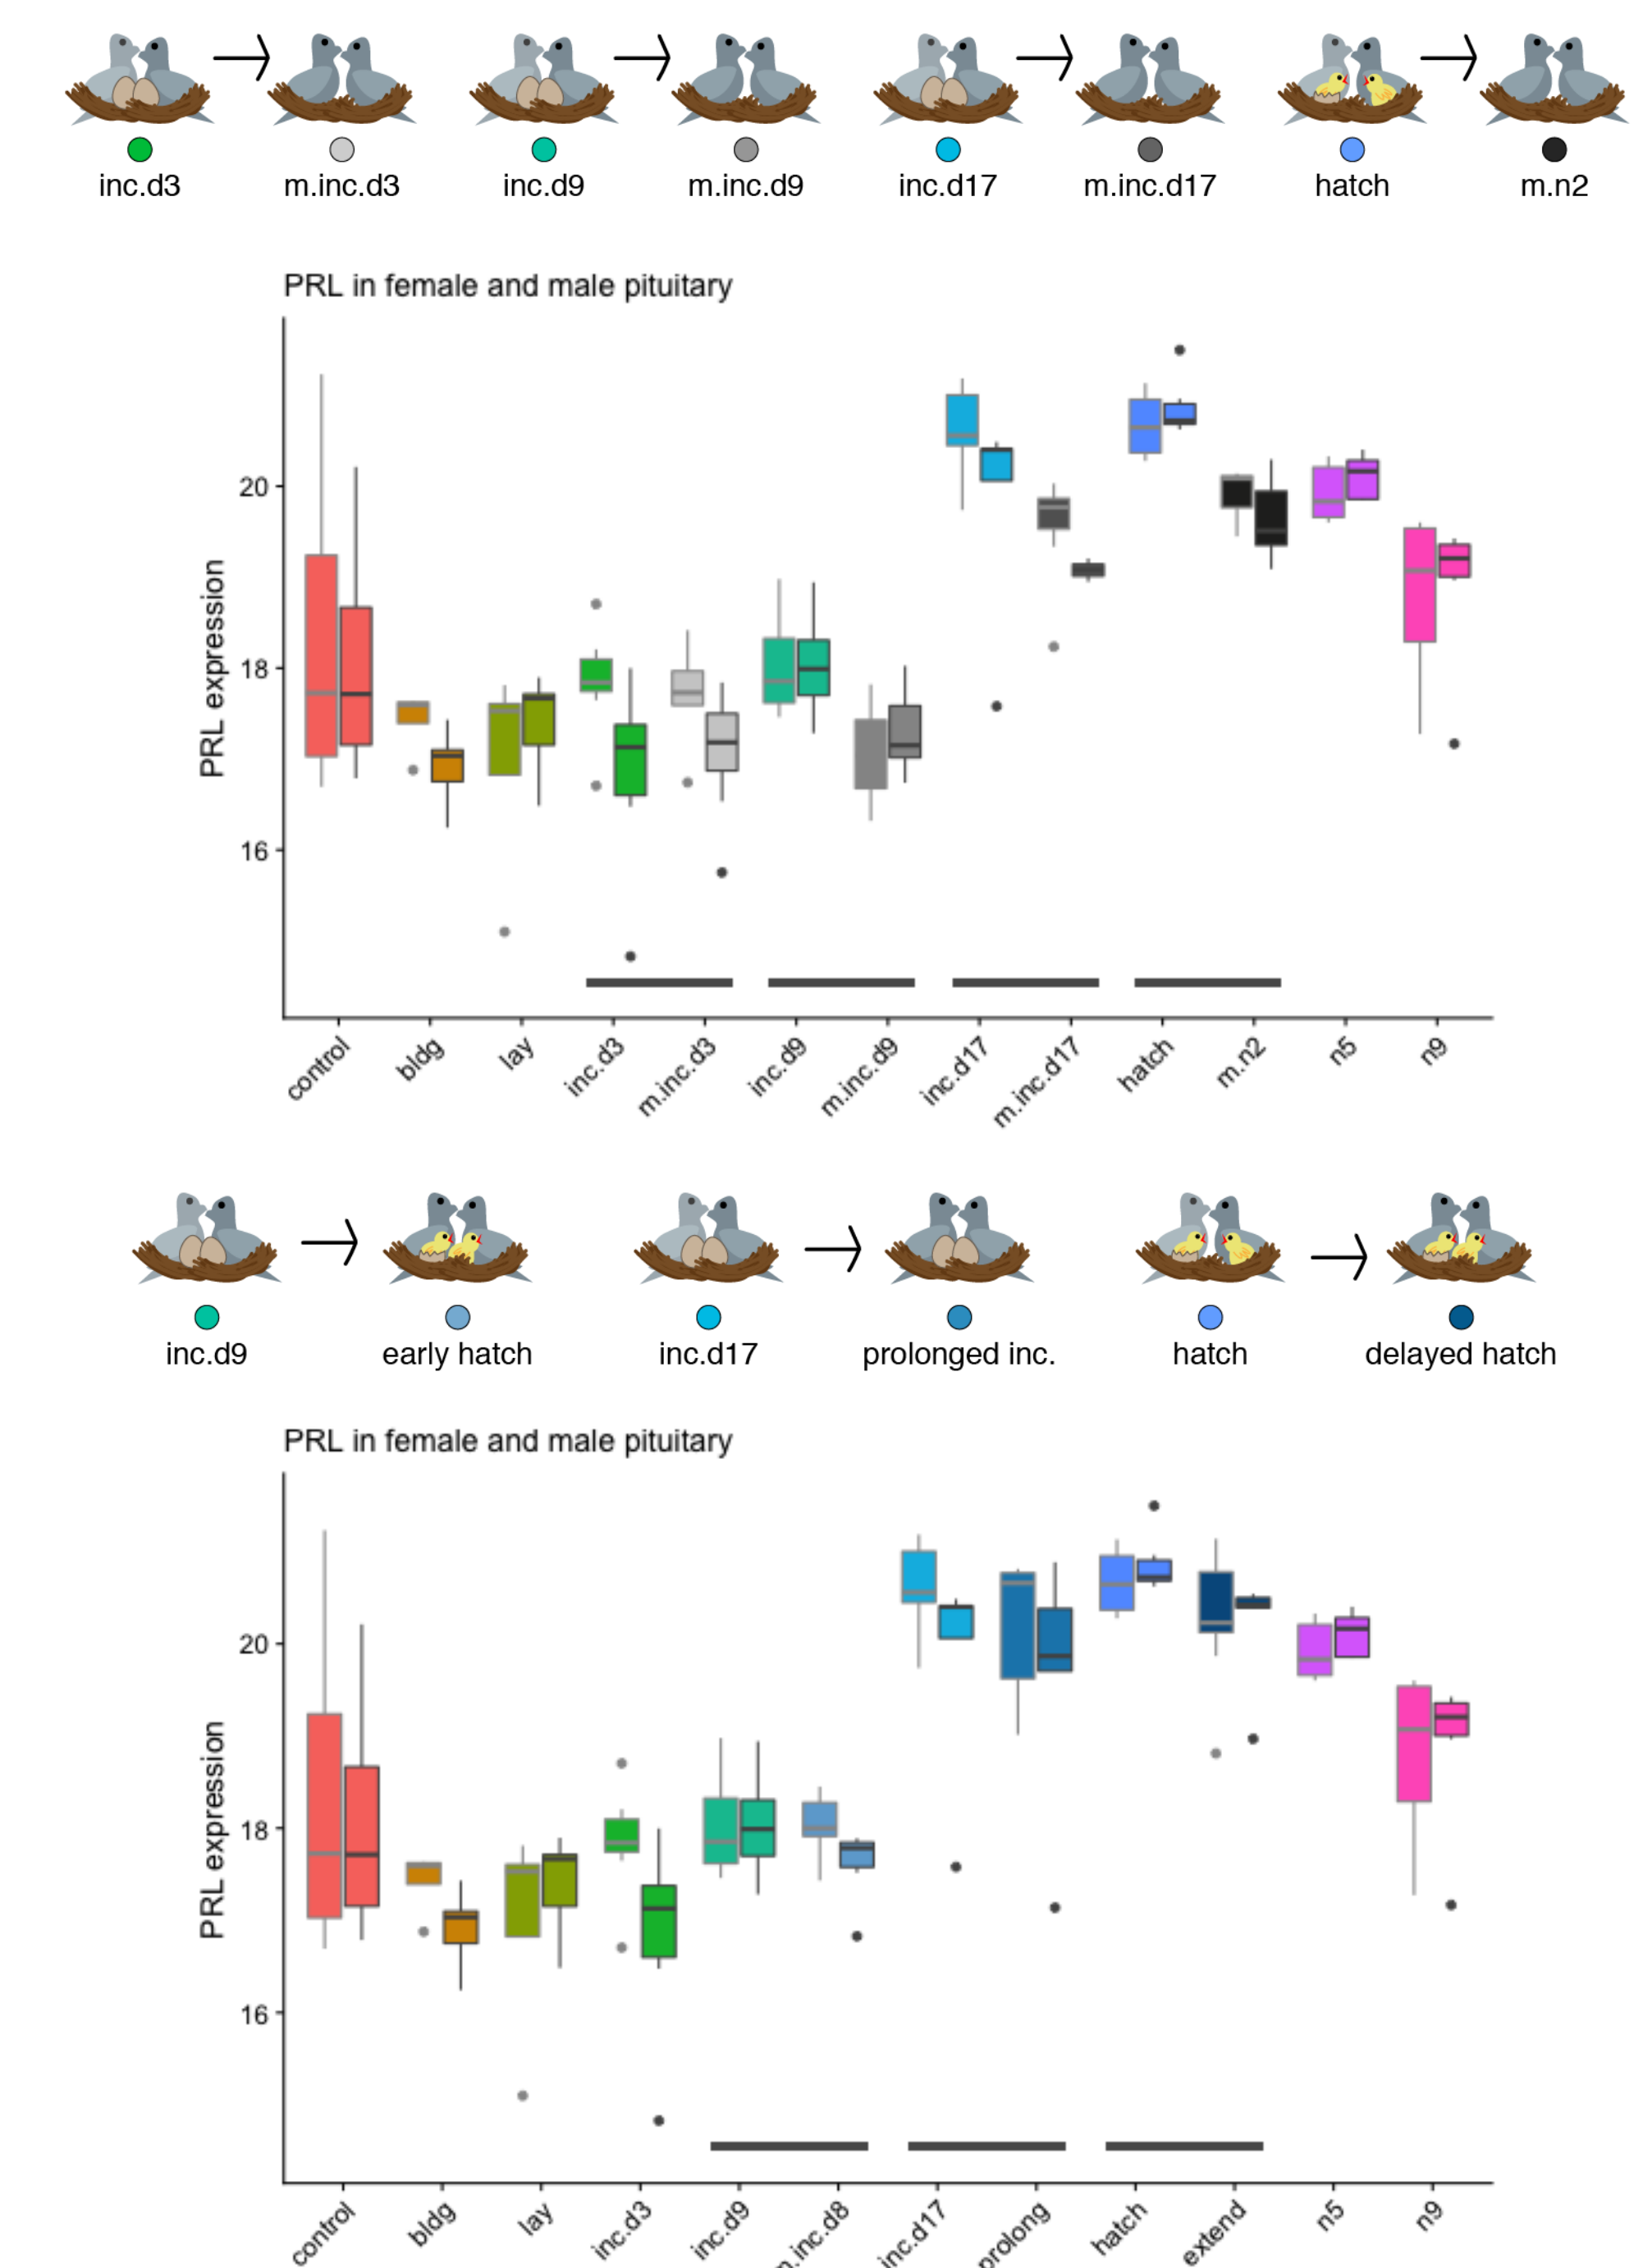 inc.d3 m.inc.d3 inc.d9 m.inc.d9 inc.d17 m.inc.d17 hatch m.n2
PRL in female and male pituitary
PRL expression
20
18
16
control bldg lay inc.d3 m.inc.d3 inc.d9 m.inc.d9 inc.d17 m.inc.d17 hatch m.n2 n5 n9
inc.d9 early hatch inc.d17 prolonged inc. hatch delayed hatch
PRL in female and male pituitary
PRL expression
20
18
16
control bldg lay inc.d3 inc.d9 m.inc.d8 inc.d17 prolong hatch extend n5 n9